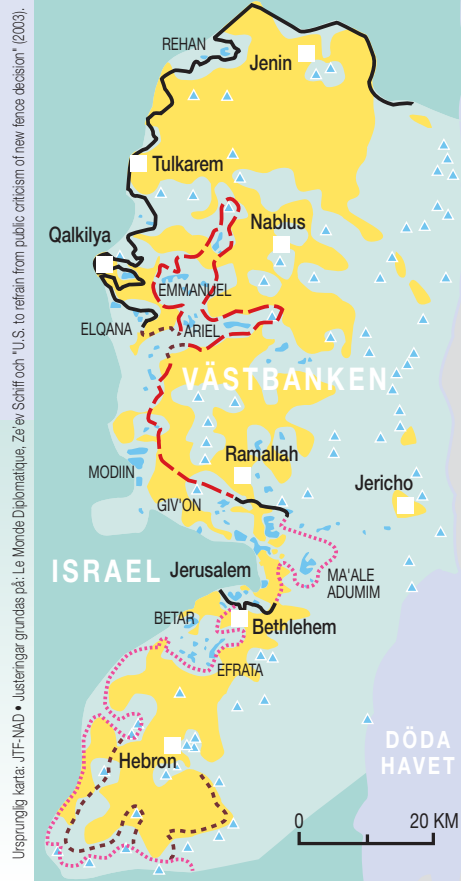 Ursprunglig karta: JTF-NAD • Justeringar grundas på: Le Monde Diplomatique, Ze'ev Schiff och "U.S. to refrain from public criticism of new fence decision" (2003).
REHAN
Jenin
Tulkarem
Nablus
Qalkilya
EMMANUEL
ELQANA
ARIEL
VÄSTBANKEN
MODIIN
Ramallah
Jericho
GIV'ON
ISRAEL
Jerusalem
MA'ALE
ADUMIM
BETAR
Bethlehem
EFRATA
DÖDA
HAVET
Hebron
0
20 KM